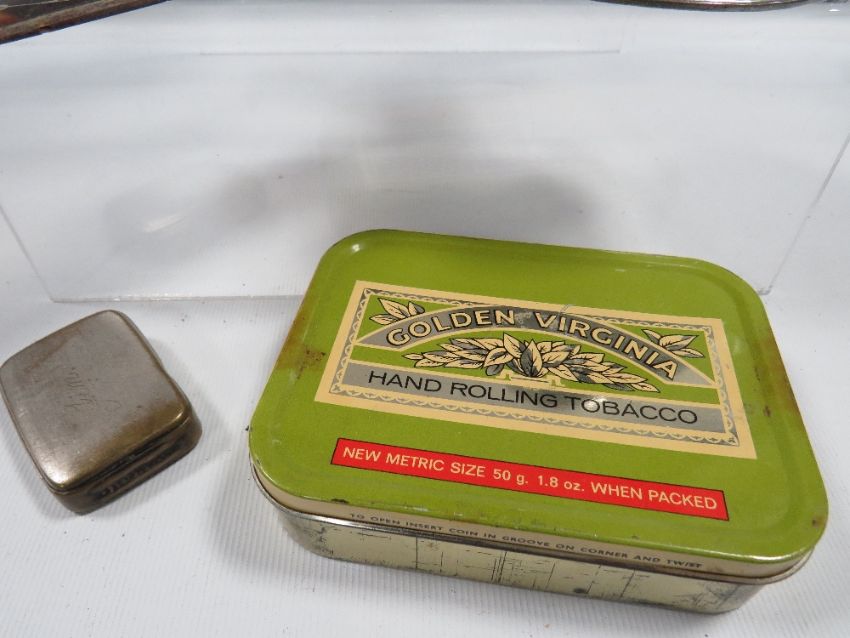 GOLDEN VIRGINIA
HAND ROLLING TOBACCO
NEW METRIC SIZE 50 g. 1.8 oz. WHEN PACKED
TO OPEN INSERT COIN IN GROOVE ON CORNER AND TWIST